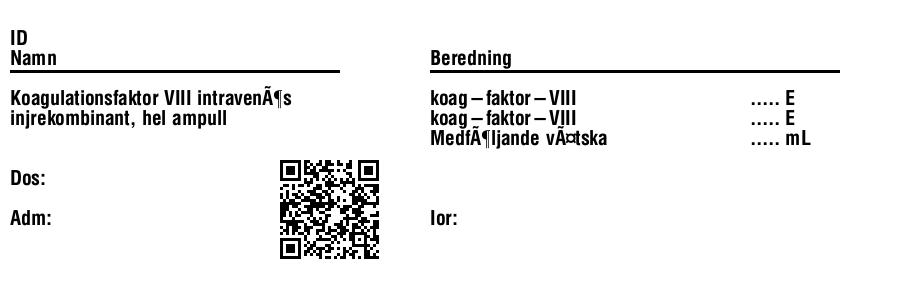 ID
Namn
Koagulationsfaktor VIII intravenÃ¶s
injrekombinant, hel ampull
Dos:
Adm:
Beredning
koag–faktor–VIII ..... E
koag–faktor–VIII ..... E
MedfÃ¶ljande vÃ¤tska ..... mL
Ior: